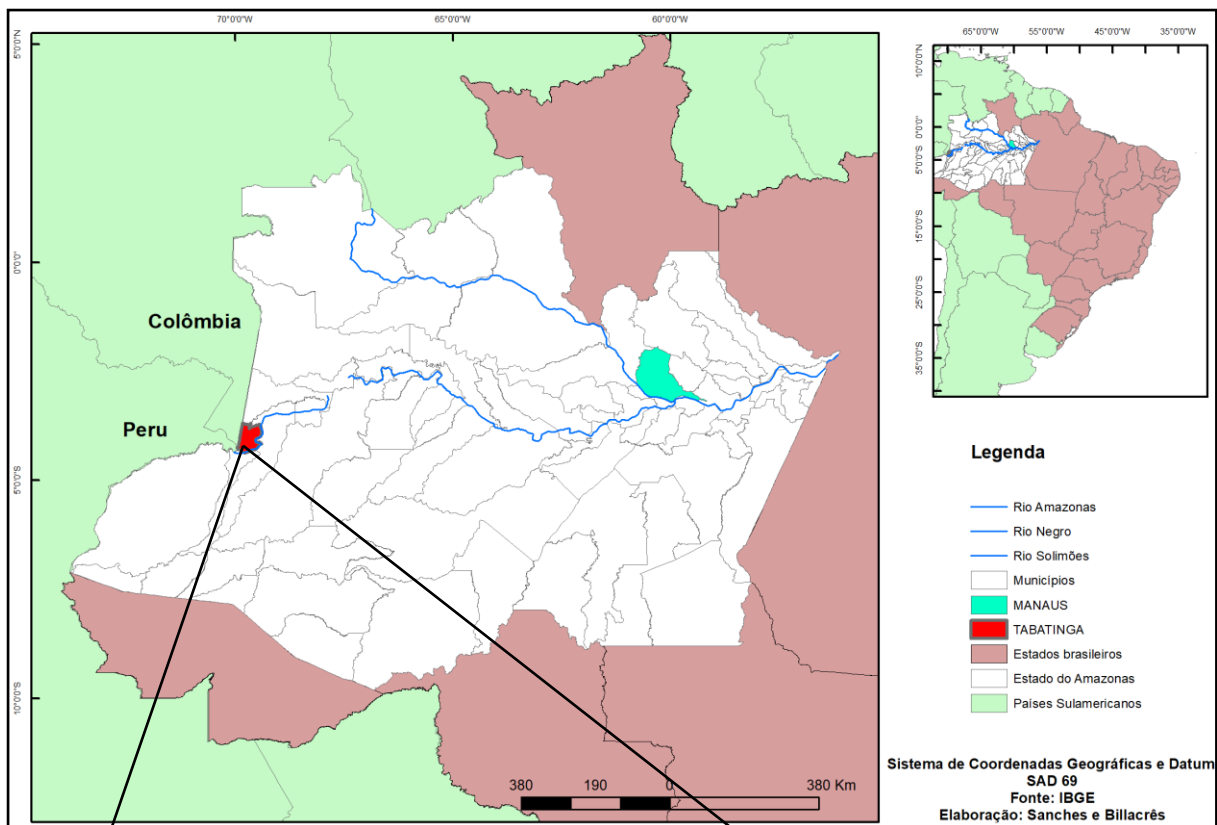 70°0'0"W 65°0'0"W 60°0'0"W
5°0'0"N
0°0'0"
5°0'0"S
10°0'0"S
Colômbia
Peru
380 190 0 380 Km
65°0'0"W 55°0'0"W 45°0'0"W 35°0'0"W
10°0'0"N
0°0'0"
5°0'0"S
15°0'0"S
25°0'0"S
35°0'0"S
Legenda
Rio Amazonas
Rio Negro
Rio Solimões
Municípios
MANAUS
TABATINGA
Estados brasileiros
Estado do Amazonas
Países Sulamericanos
Sistema de Coordenadas Geográficas e Datum
SAD 69
Fonte: IBGE
Elaboração: Sanches e Billacrês